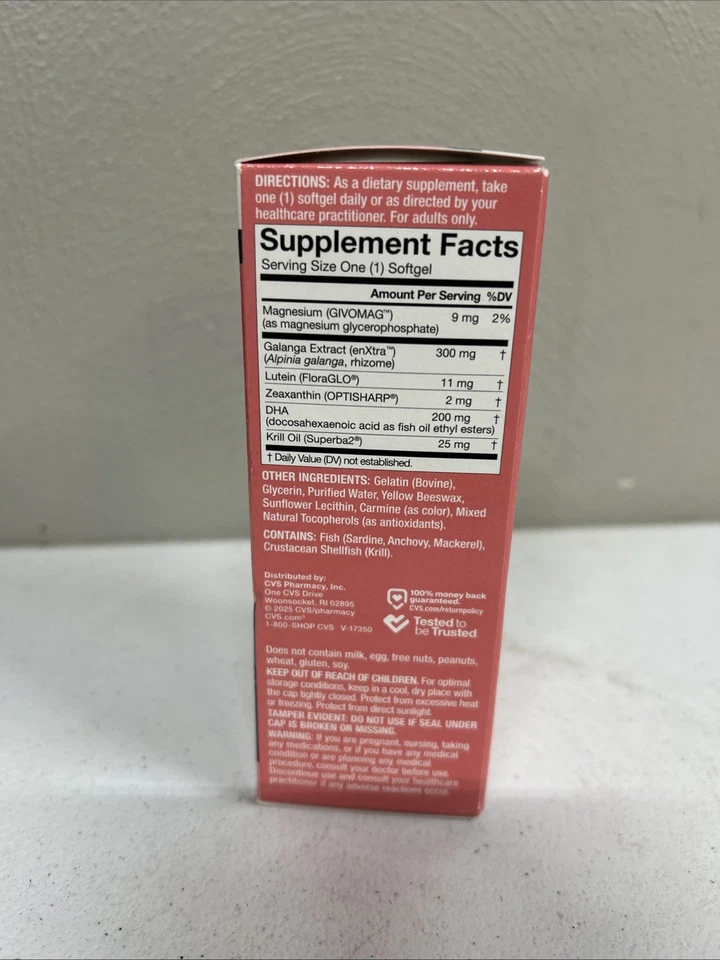 DIRECTIONS: As a dietary supplement, take
one (1) softgel daily or as directed by your
healthcare practitioner. For adults only.
Supplement Facts
Serving Size One (1) Softgel
Amount Per Serving %DV
Magnesium (GIVOMAG™) 9 mg 2%
(as magnesium glycerophosphate)
Galanga Extract (enXtra™) 300 mg †
(Alpinia galanga, rhizome)
Lutein (FloraGLO®) 11 mg †
Zeaxanthin (OPTISHARP®) 2 mg †
DHA 200 mg †
(docosahexaenoic acid as fish oil ethyl esters)
Krill Oil (Superba2®) 25 mg †
† Daily Value (DV) not established.
OTHER INGREDIENTS: Gelatin (Bovine),
Glycerin, Purified Water, Yellow Beeswax,
Sunflower Lecithin, Carmine (as color), Mixed
Natural Tocopherols (as antioxidants).
CONTAINS: Fish (Sardine, Anchovy, Mackerel),
Crustacean Shellfish (Krill).
Distributed by:
CVS Pharmacy, Inc.
One CVS Drive
Woonsocket, RI 02895
© 2025 CVS/pharmacy
CVS.com®
1-800-SHOP CVS V-17350
100% money back
guaranteed.
CVS.com/returnpolicy
Tested to
be Trusted
Does not contain milk, egg, tree nuts, peanuts,
wheat, gluten, soy.
KEEP OUT OF REACH OF CHILDREN. For optimal
storage conditions, keep in a cool, dry place with
the cap tightly closed. Protect from excessive heat
or freezing. Protect from direct sunlight.
TAMPER EVIDENT: DO NOT USE IF SEAL UNDER
CAP IS BROKEN OR MISSING.
WARNING: If you are pregnant, nursing, taking
any medications, or if you have any medical
condition or are planning any medical
procedure, consult your doctor before use.
Discontinue use and consult your healthcare
practitioner if any adverse reactions occur.